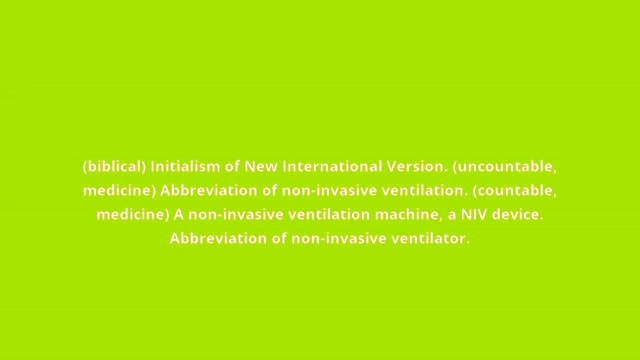 (biblical) Initialism of New International Version. (uncountable,
medicine) Abbreviation of non-invasive ventilation. (countable,
medicine) A non-invasive ventilation machine, a NIV device.
Abbreviation of non-invasive ventilator.